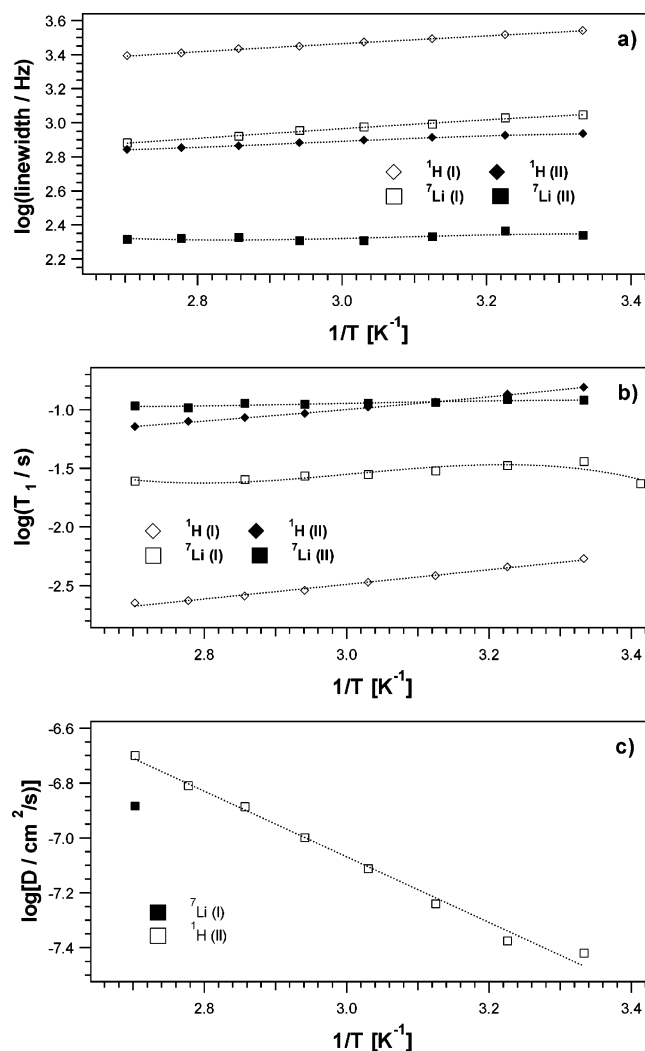 a)
log(linewidth / Hz)
3.6
3.4
3.2
3.0
2.8
2.6
2.4
2.2
¹H (I) ¹H (II)
⁷Li (I) ⁷Li (II)
2.8 3.0 3.2 3.4
1/T [K⁻¹]
b)
log(T₁ / s)
-1.0
-1.5
-2.0
-2.5
¹H (I) ¹H (II)
⁷Li (I) ⁷Li (II)
2.8 3.0 3.2 3.4
1/T [K⁻¹]
c)
log[D / cm²/s)]
-6.6
-6.8
-7.0
-7.2
-7.4
⁷Li (I)
¹H (II)
2.8 3.0 3.2 3.4
1/T [K⁻¹]